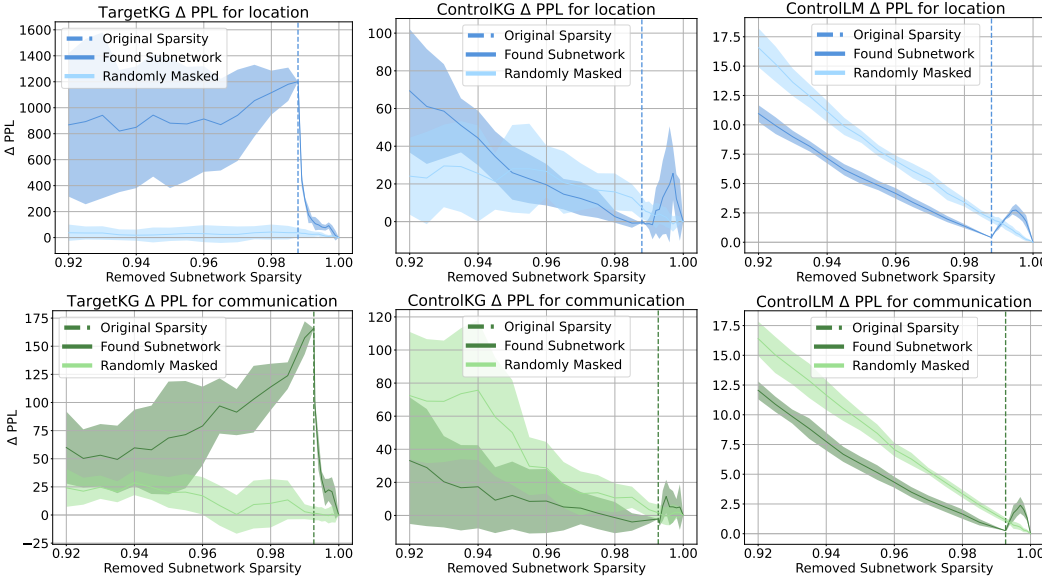 TargetKG Δ PPL for location
1600
1400
1200
1000
800
600
400
200
0
Δ PPL
Original Sparsity
Found Subnetwork
Randomly Masked
0.92 0.94 0.96 0.98 1.00
Removed Subnetwork Sparsity
ControlKG Δ PPL for location
100
80
60
40
20
0
Original Sparsity
Found Subnetwork
Randomly Masked
0.92 0.94 0.96 0.98 1.00
Removed Subnetwork Sparsity
ControlLM Δ PPL for location
17.5
15.0
12.5
10.0
7.5
5.0
2.5
0.0
Original Sparsity
Found Subnetwork
Randomly Masked
0.92 0.94 0.96 0.98 1.00
Removed Subnetwork Sparsity
TargetKG Δ PPL for communication
175
150
125
100
75
50
25
0
−25
Δ PPL
Original Sparsity
Found Subnetwork
Randomly Masked
0.92 0.94 0.96 0.98 1.00
Removed Subnetwork Sparsity
ControlKG Δ PPL for communication
120
100
80
60
40
20
0
Original Sparsity
Found Subnetwork
Randomly Masked
0.92 0.94 0.96 0.98 1.00
Removed Subnetwork Sparsity
ControlLM Δ PPL for communication
17.5
15.0
12.5
10.0
7.5
5.0
2.5
0.0
Original Sparsity
Found Subnetwork
Randomly Masked
0.92 0.94 0.96 0.98 1.00
Removed Subnetwork Sparsity